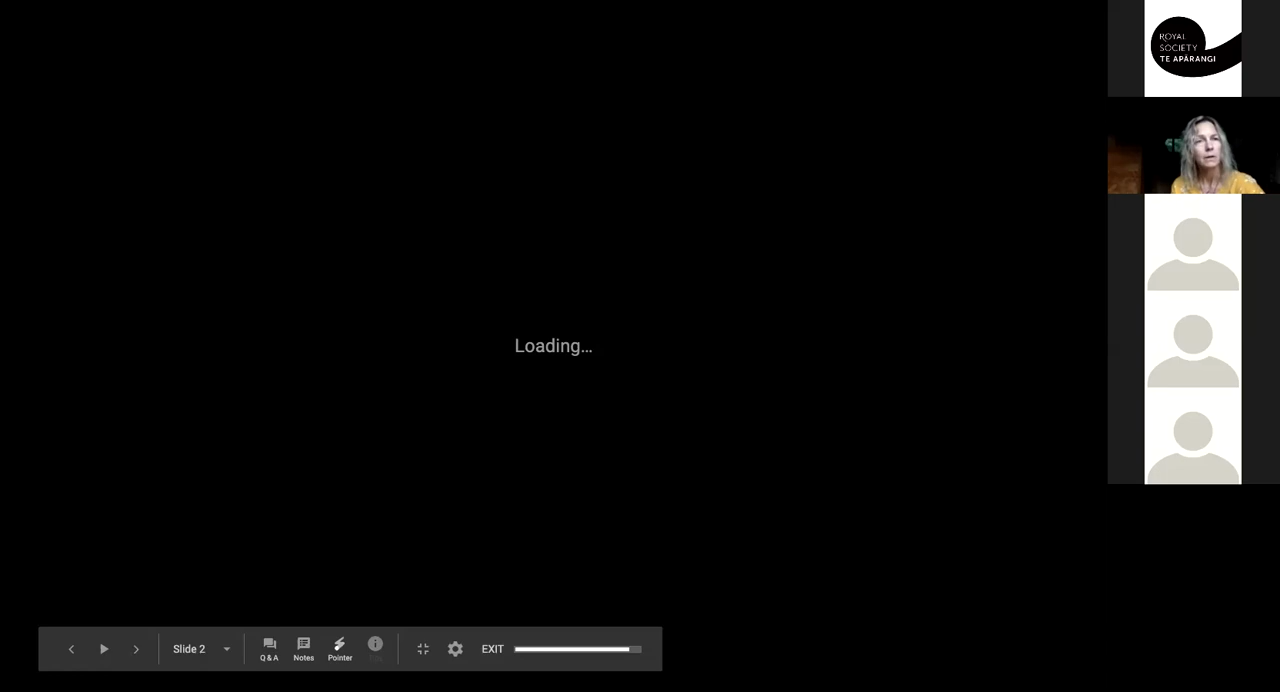 ROYAL
SOCIETY
TE APĀRANGI
Loading...
Slide 2
Q & A
Notes
Pointer
EXIT